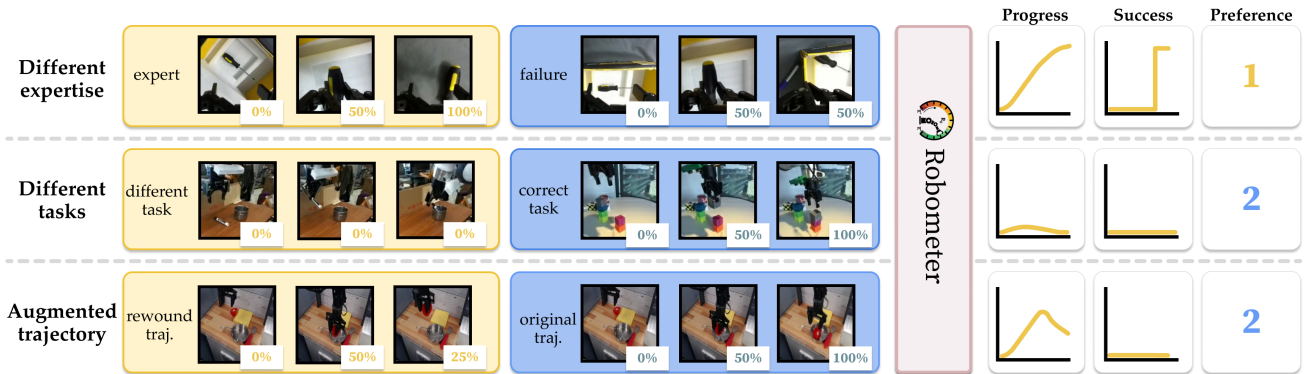 Progress Success Preference
Different
expertise
expert
0% 50% 100%
failure
0% 50% 50%
1
Different
tasks
different
task
0% 0% 0%
correct
task
0% 50% 100%
2
Augmented
trajectory
rewound
traj.
0% 50% 25%
original
traj.
0% 50% 100%
2
Robometer